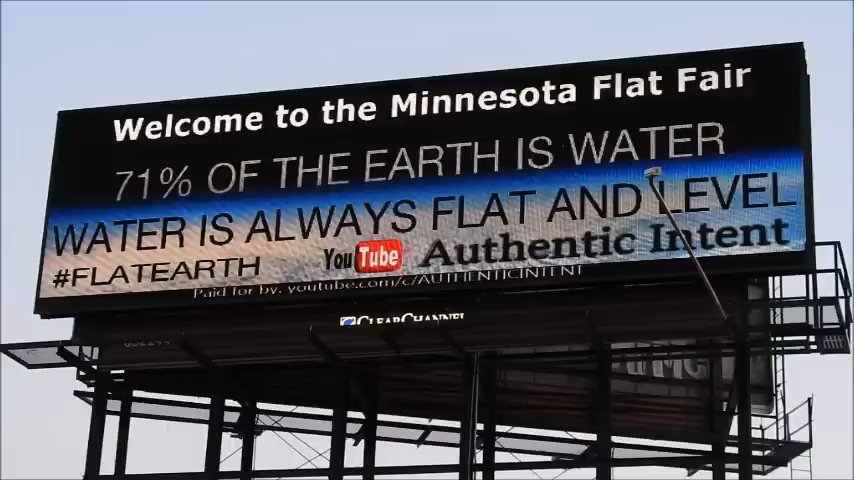 Welcome to the Minnesota Flat Fair
71% OF THE EARTH IS WATER
WATER IS ALWAYS FLAT AND LEVEL
#FLATEARTH YouTube Authentic Intent
Paid for by: youtube.com/c/AUTHENTICINTENT
CLEARCHANNEL